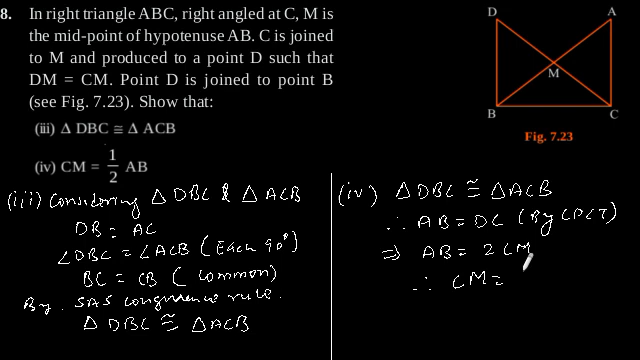 8. In right triangle ABC, right angled at C, M is
the mid-point of hypotenuse AB. C is joined
to M and produced to a point D such that
DM = CM. Point D is joined to point B
(see Fig. 7.23). Show that:
(iii) Δ DBC ≅ Δ ACB
(iv) CM = 1/2 AB
D
A
M
B
C
Fig. 7.23
(iii) Considering Δ DBC & Δ ACB
DB = AC
∠DBC = ∠ACB (Each 90°)
BC = CB (common)
By SAS congruence rule.
Δ DBC ≅ ΔACB
(iv) ΔDBC ≅ ΔACB
∴ AB = DC (By CPCT)
⇒ AB = 2 CM
∴ CM =